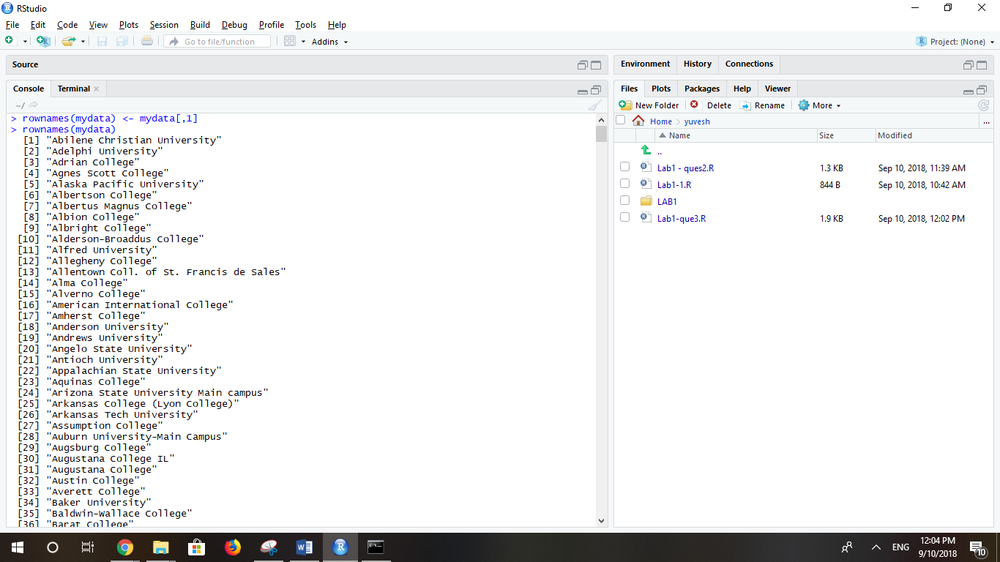 RStudio
File Edit Code View Plots Session Build Debug Profile Tools Help
Go to file/function Addins Project: (None)
Source
Console Terminal
~/
> rownames(mydata) <- mydata[,1]
> rownames(mydata)
[1] "Abilene Christian University"
[2] "Adelphi University"
[3] "Adrian College"
[4] "Agnes Scott College"
[5] "Alaska Pacific University"
[6] "Albertson College"
[7] "Albertus Magnus College"
[8] "Albion College"
[9] "Albright College"
[10] "Alderson-Broaddus College"
[11] "Alfred University"
[12] "Allegheny College"
[13] "Allentown Coll. of St. Francis de Sales"
[14] "Alma College"
[15] "Alverno College"
[16] "American International College"
[17] "Amherst College"
[18] "Anderson University"
[19] "Andrews University"
[20] "Angelo State University"
[21] "Antioch University"
[22] "Appalachian State University"
[23] "Aquinas College"
[24] "Arizona State University Main campus"
[25] "Arkansas College (Lyon College)"
[26] "Arkansas Tech University"
[27] "Assumption College"
[28] "Auburn University-Main Campus"
[29] "Augsburg College"
[30] "Augustana College IL"
[31] "Augustana College"
[32] "Austin College"
[33] "Averett College"
[34] "Baker University"
[35] "Baldwin-Wallace College"
[36] "Barat College"
Environment History Connections
Files Plots Packages Help Viewer
New Folder Delete Rename More
Home yuvesh ...
Name Size Modified
..
Lab1 - ques2.R 1.3 KB Sep 10, 2018, 11:39 AM
Lab1-1.R 844 B Sep 10, 2018, 10:42 AM
LAB1
Lab1-que3.R 1.9 KB Sep 10, 2018, 12:02 PM
ENG
12:04 PM
9/10/2018
10